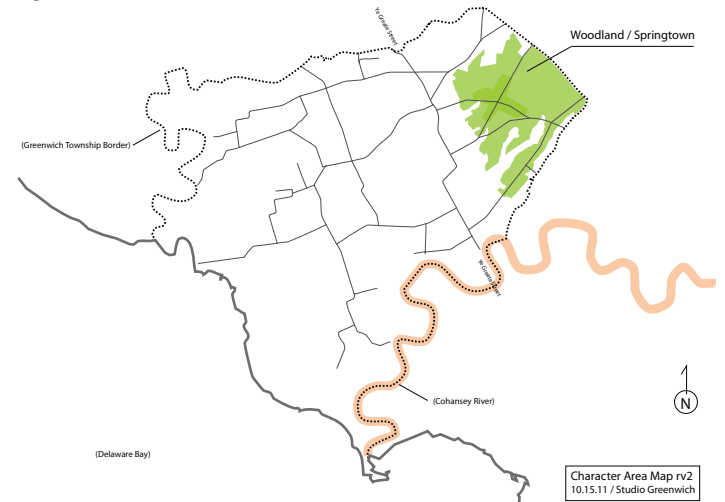 Ye Greate Street
Woodland / Springtown
(Greenwich Township Border)
Ye Greate Street
(Cohansey River)
N
(Delaware Bay)
Character Area Map rv2
10.15.11 / Studio Greenwich